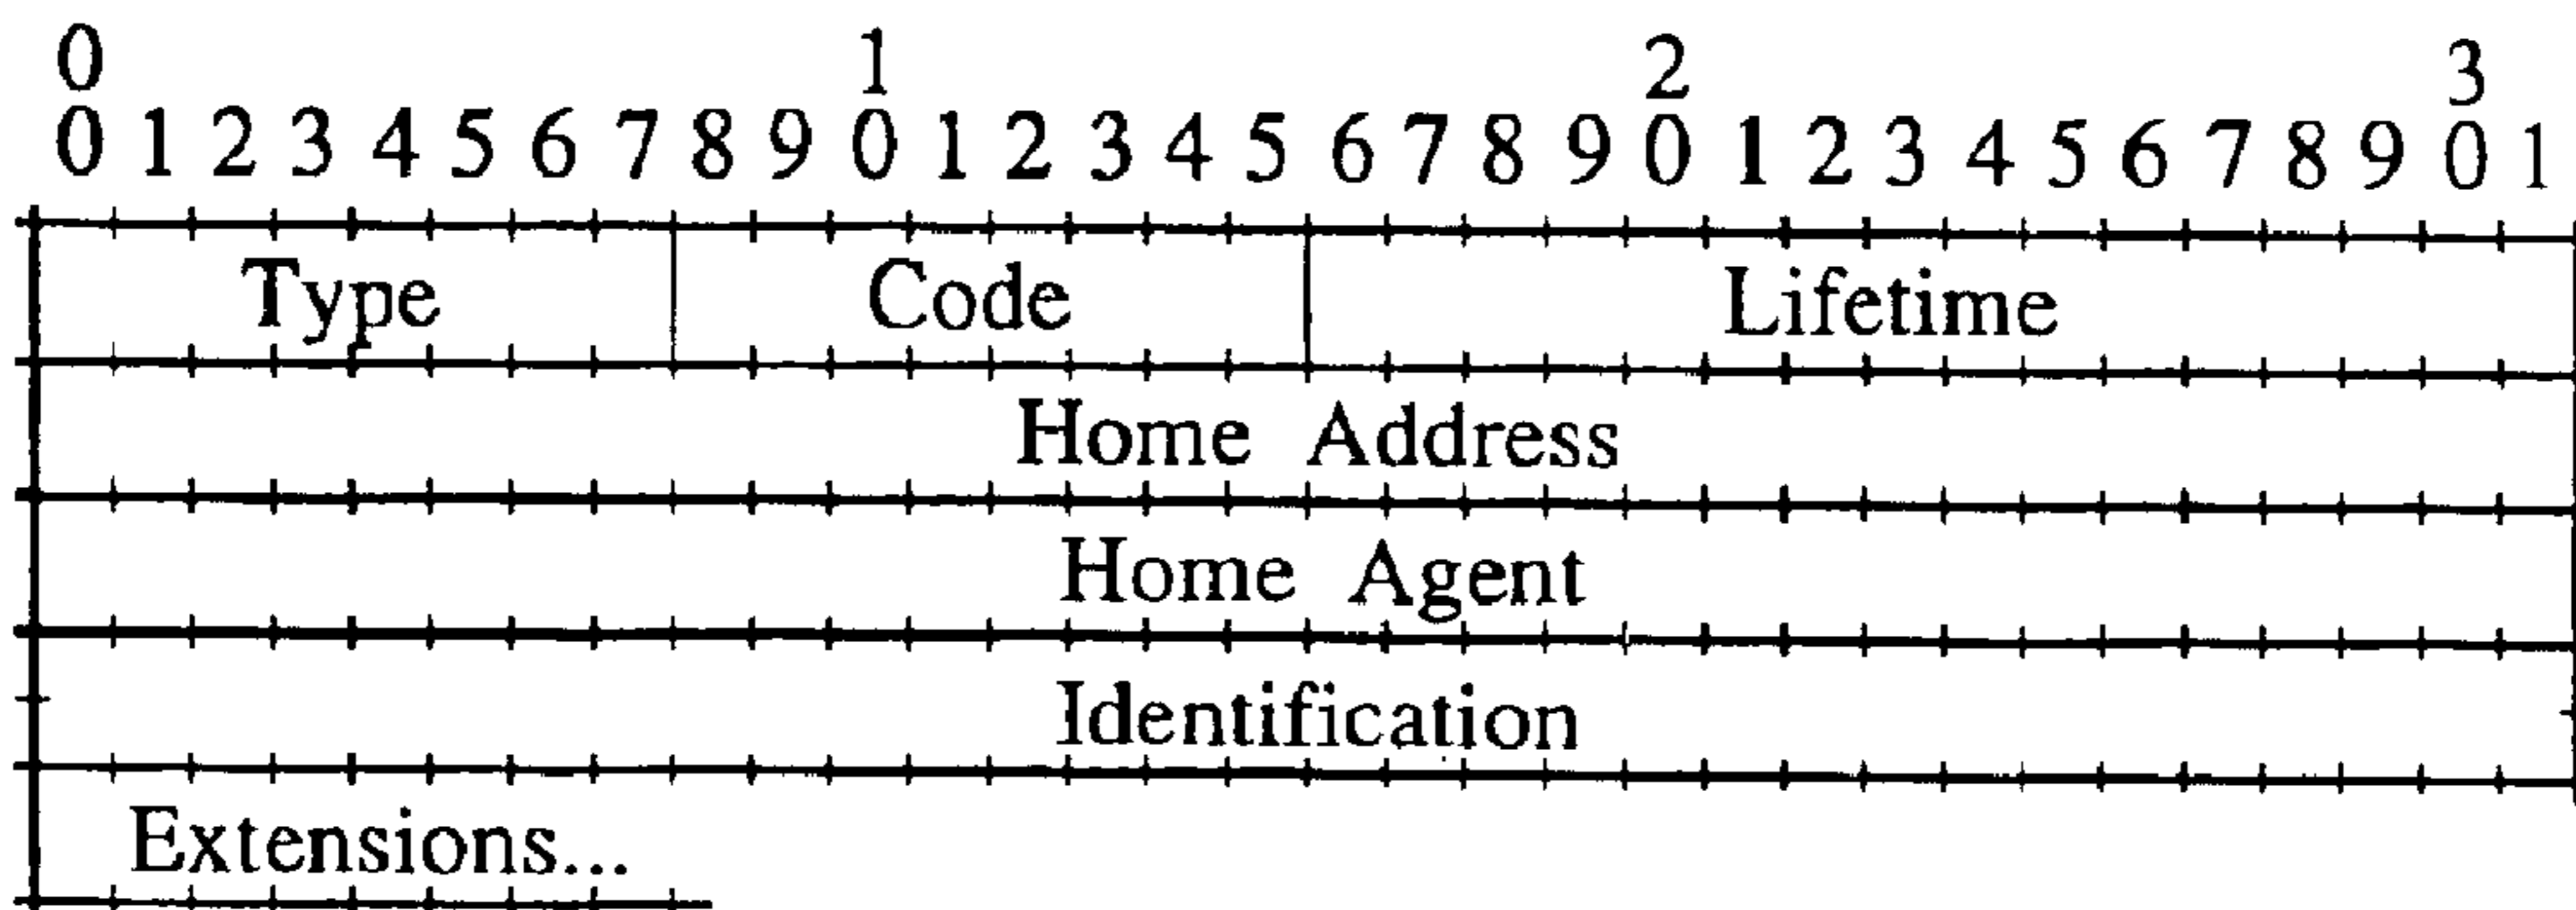 0 1 2 3
0 1 2 3 4 5 6 7 8 9 0 1 2 3 4 5 6 7 8 9 0 1 2 3 4 5 6 7 8 9 0 1
Type Code Lifetime
Home Address
Home Agent
Identification
Extensions...